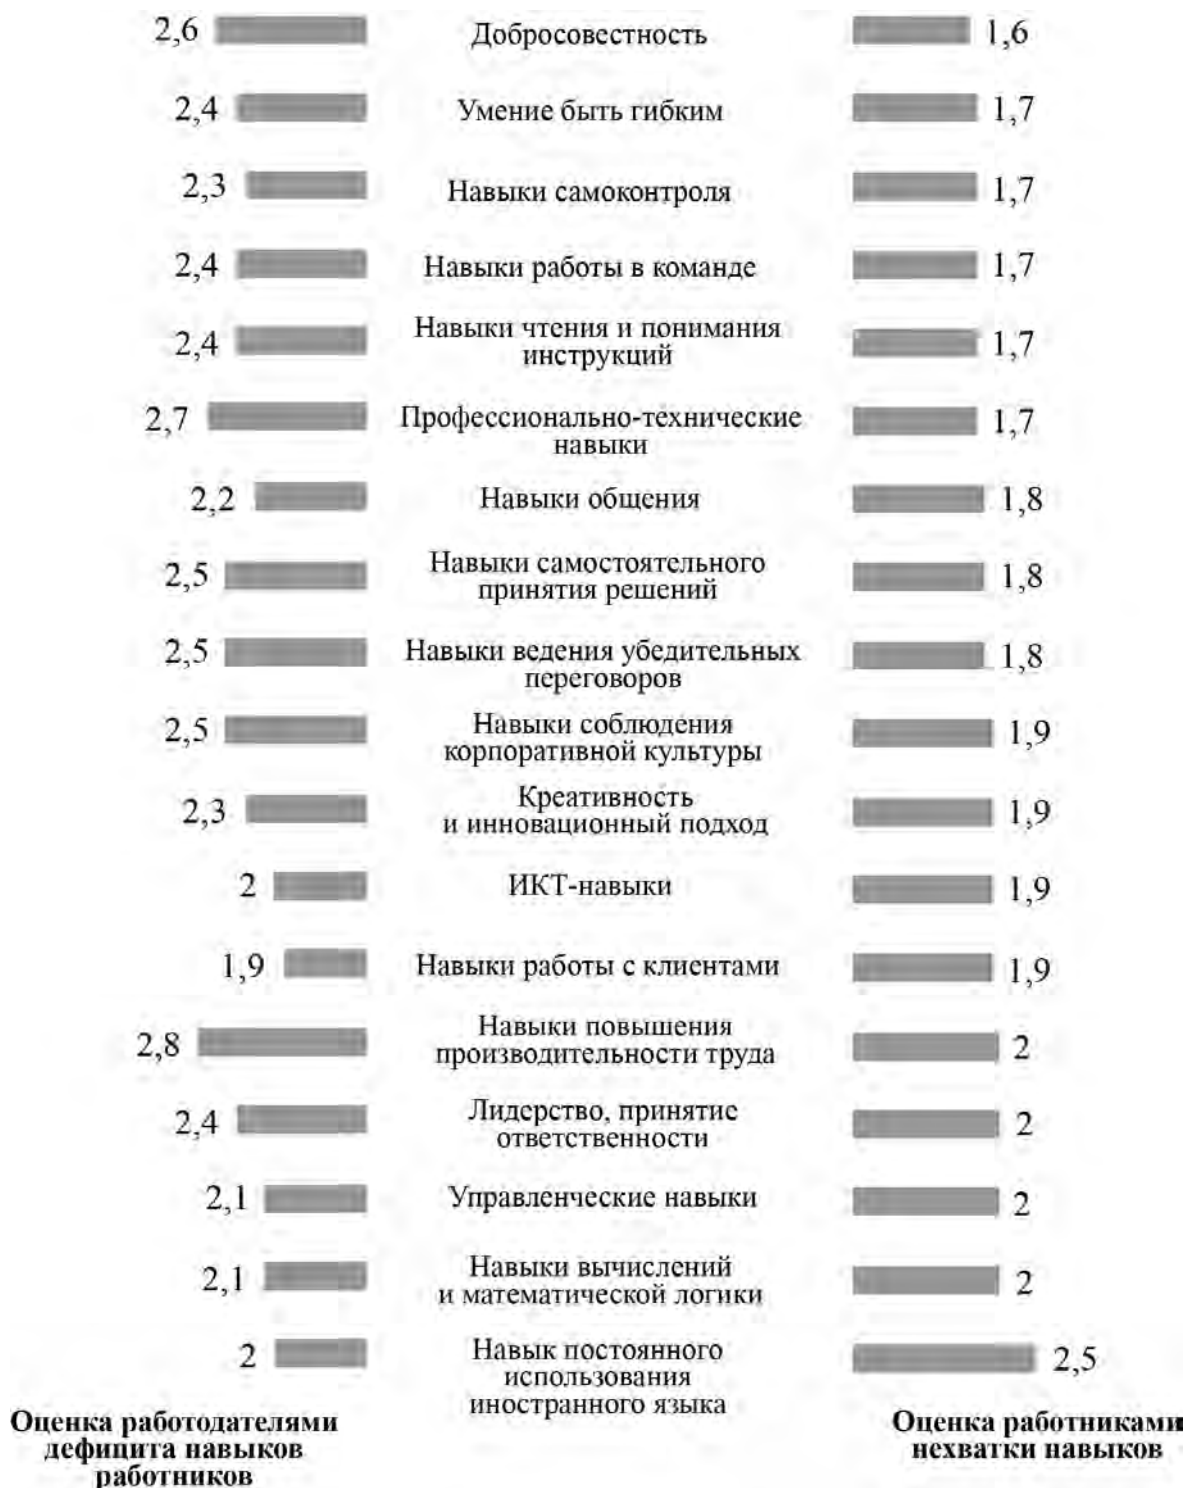 2,6 Добросовестность 1,6
2,4 Умение быть гибким 1,7
2,3 Навыки самоконтроля 1,7
2,4 Навыки работы в команде 1,7
Навыки чтения и понимания
2,4 инструкций 1,7
2,7 Профессионально-технические 1,7
навыки
2,2 Навыки общения 1,8
Навыки самостоятельного
2,5 принятия решений 1,8
2,5 Навыки ведения убедительных 1,8
переговоров
2,5 Навыки соблюдения 1,9
корпоративной культуры
Креативность
2,3 и инновационный подход 1,9
2 ИКТ-навыки 1,9
1,9 Навыки работы с клиентами 1,9
Навыки повышения
2,8 производительности труда 2
Лидерство, принятие
2,4 ответственности 2
2,1 Управленческие навыки 2
Навыки вычислений
2,1 и математической логики 2
2 Навык постоянного 2,5
использования
иностранного языка
Оценка работодателями
дефицита навыков
работников
Оценка работниками
нехватки навыков